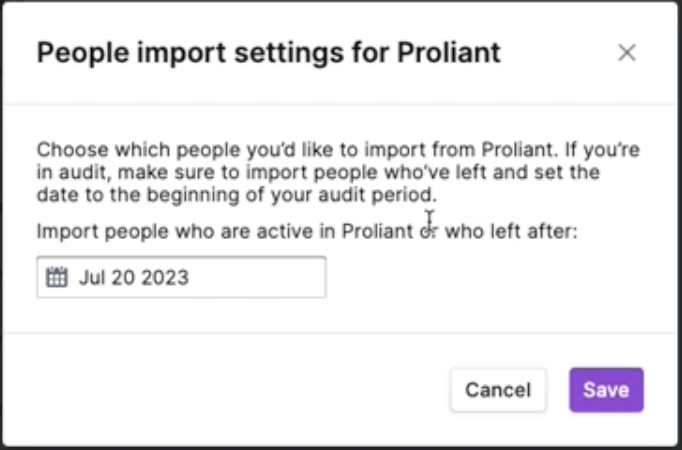 People import settings for Proliant
Choose which people you'd like to import from Proliant. If you're
in audit, make sure to import people who've left and set the
date to the beginning of your audit period.
Import people who are active in Proliant or who left after:
Jul 20 2023
Cancel
Save